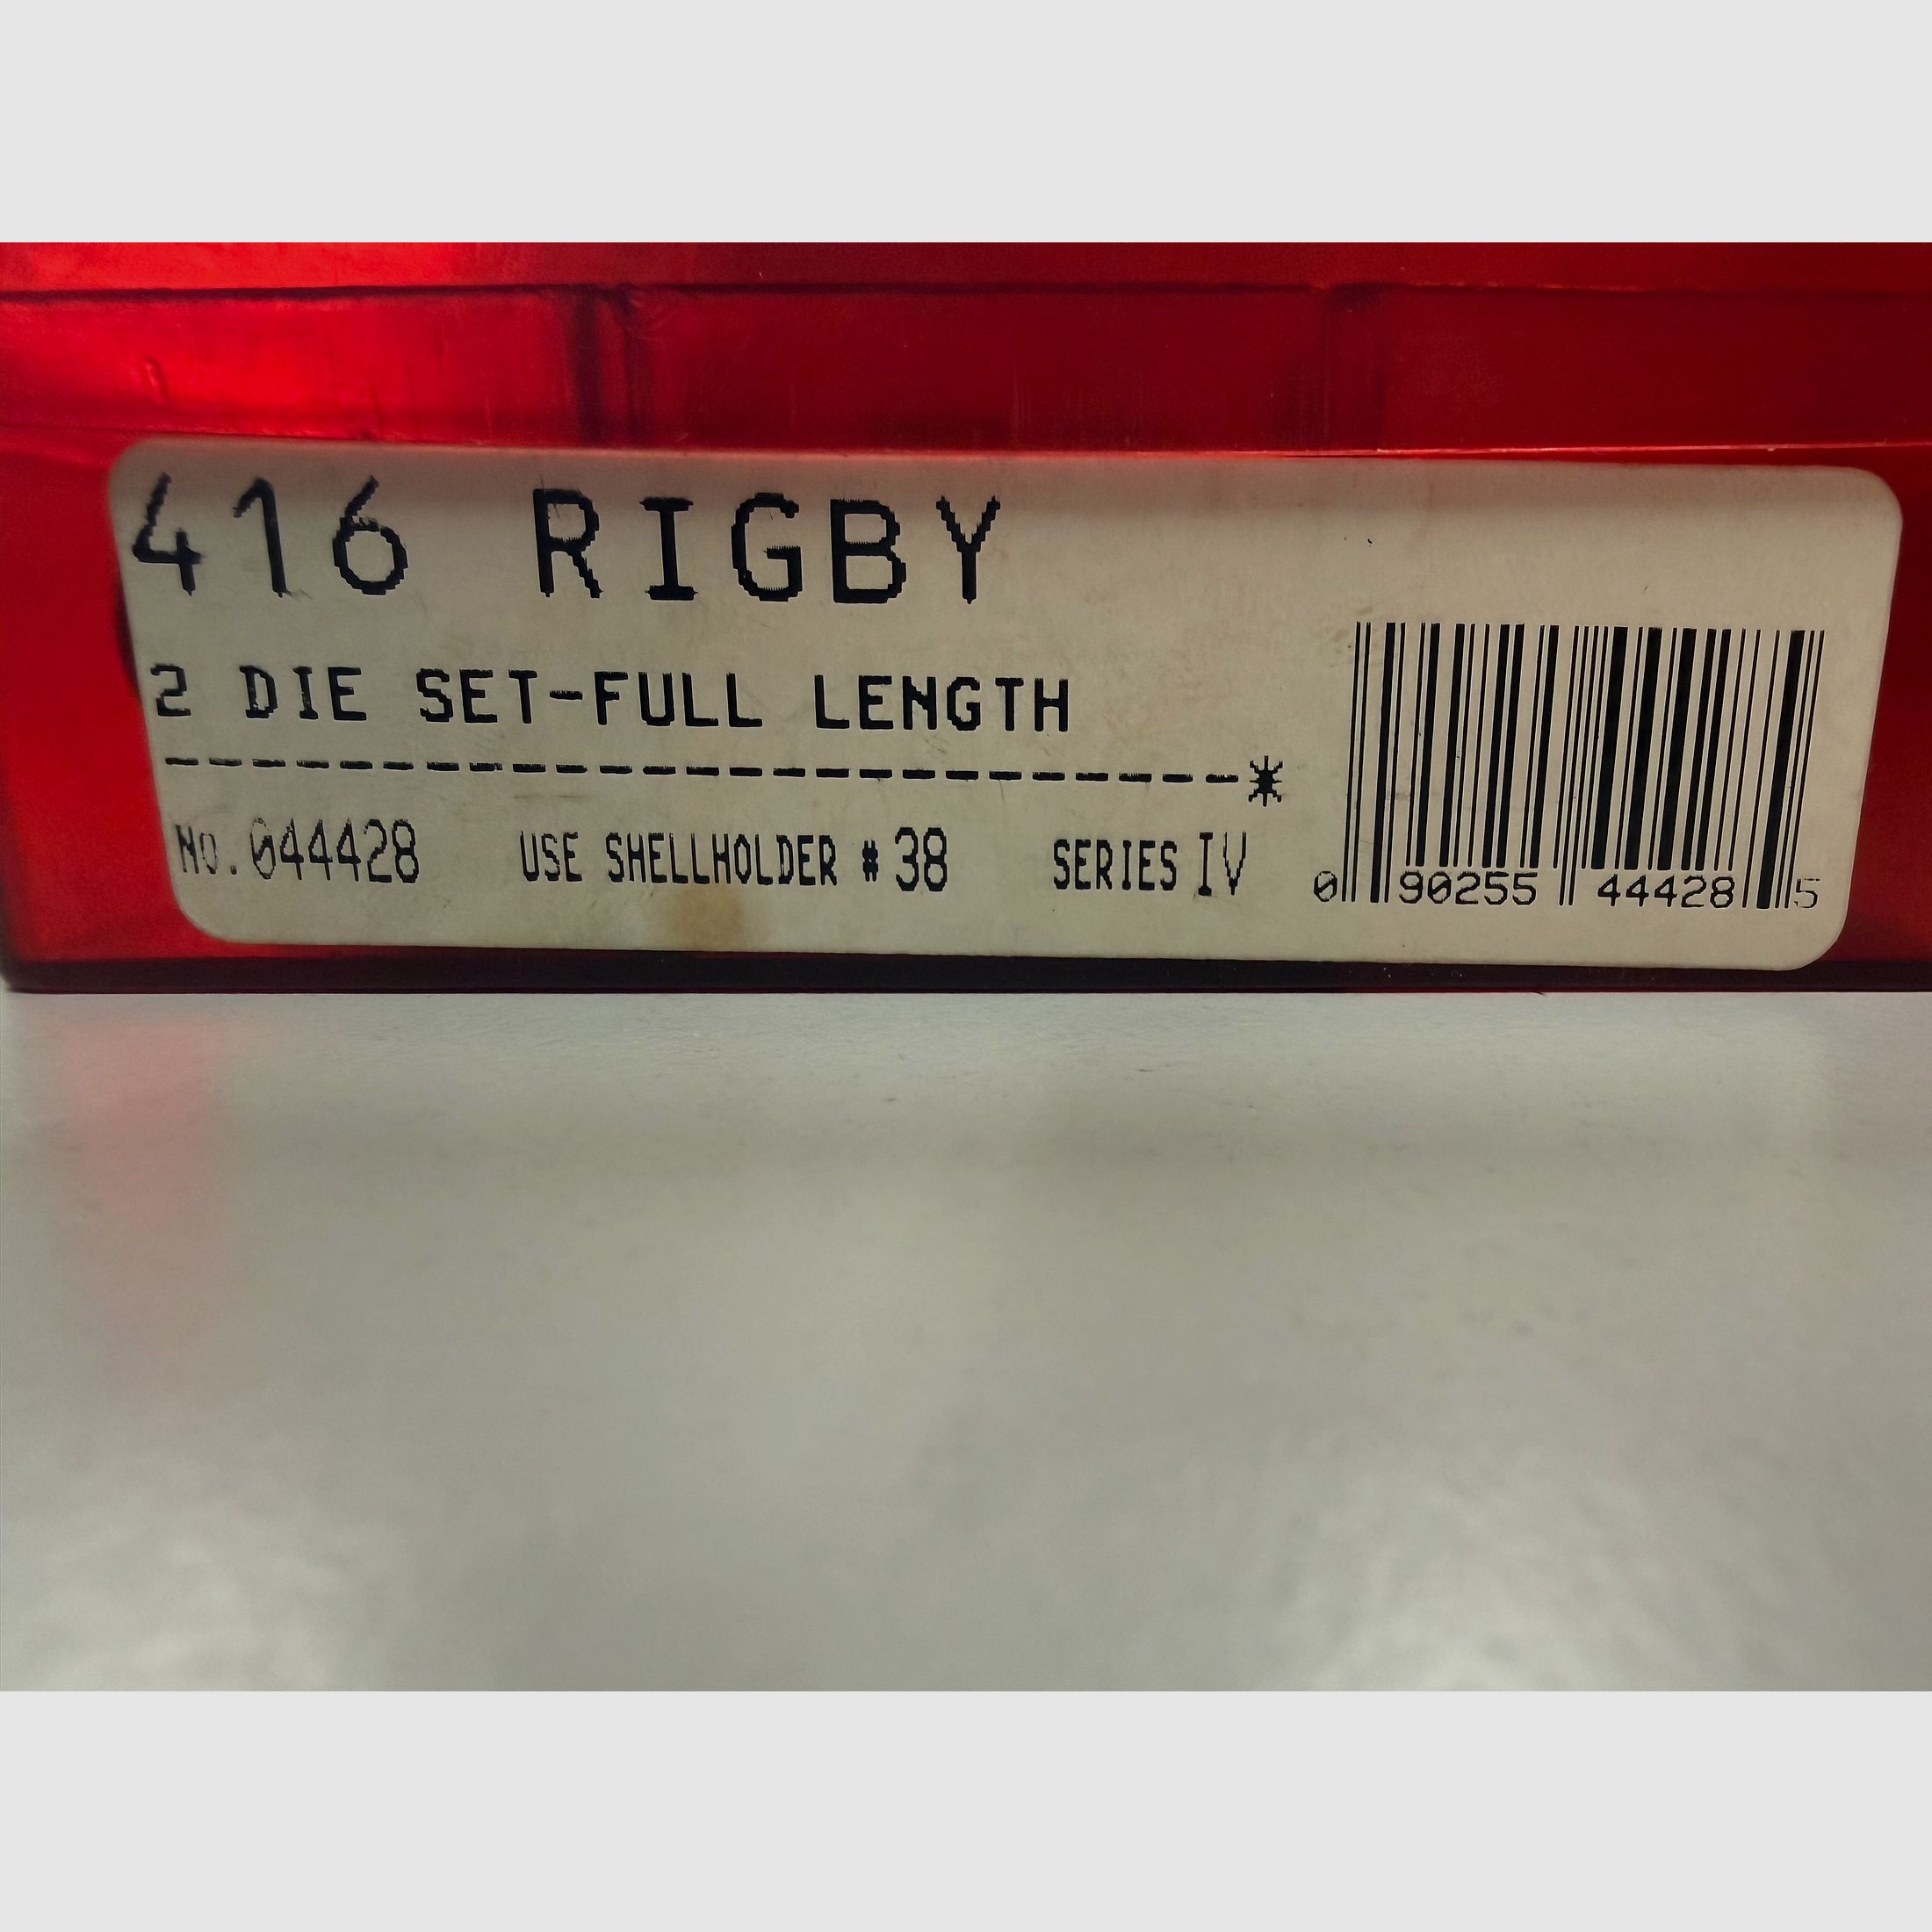 416 RIGBY
2 DIE SET-FULL LENGTH
-------------------------*
No. 044428 USE SHELLHOLDER # 38 SERIES IV
0 90255 44428 5